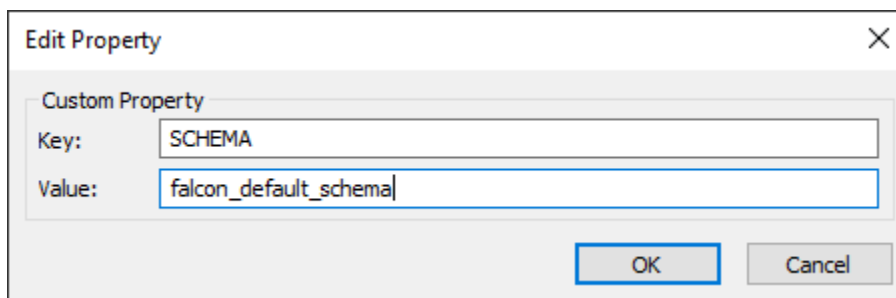 Edit Property
Custom Property
Key: SCHEMA
Value: falcon_default_schema
OK Cancel